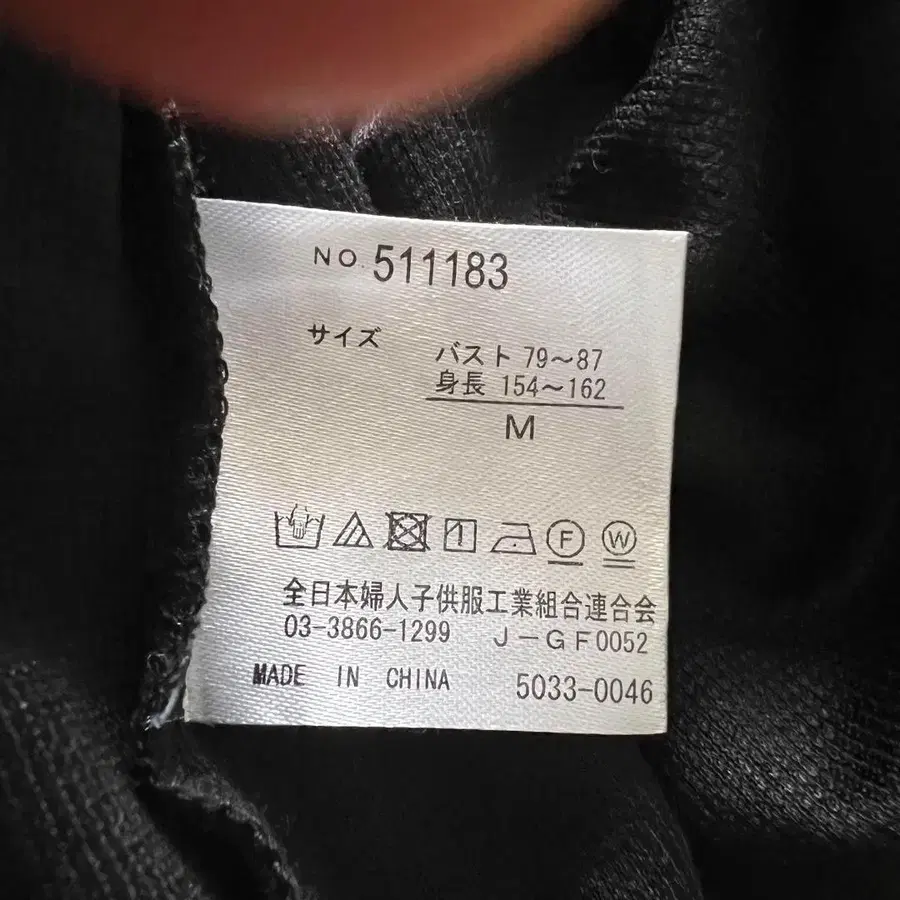 NO. 511183
サイズ
バスト 79～87
身長 154～162
M
F W
全日本婦人子供服工業組合連合会
03-3866-1299 J-GF0052
MADE IN CHINA 5033-0046